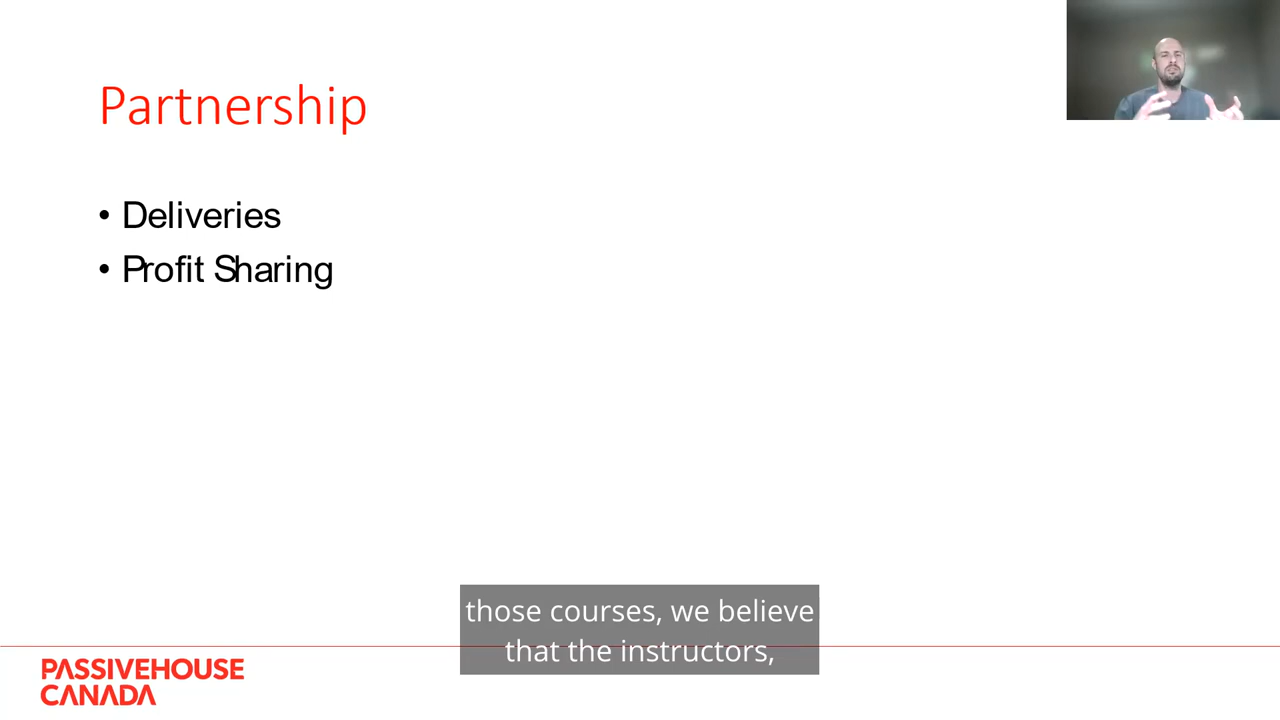 Partnership
• Deliveries
• Profit Sharing
those courses, we believe
that the instructors,
PASSIVEHOUSE
CANADA